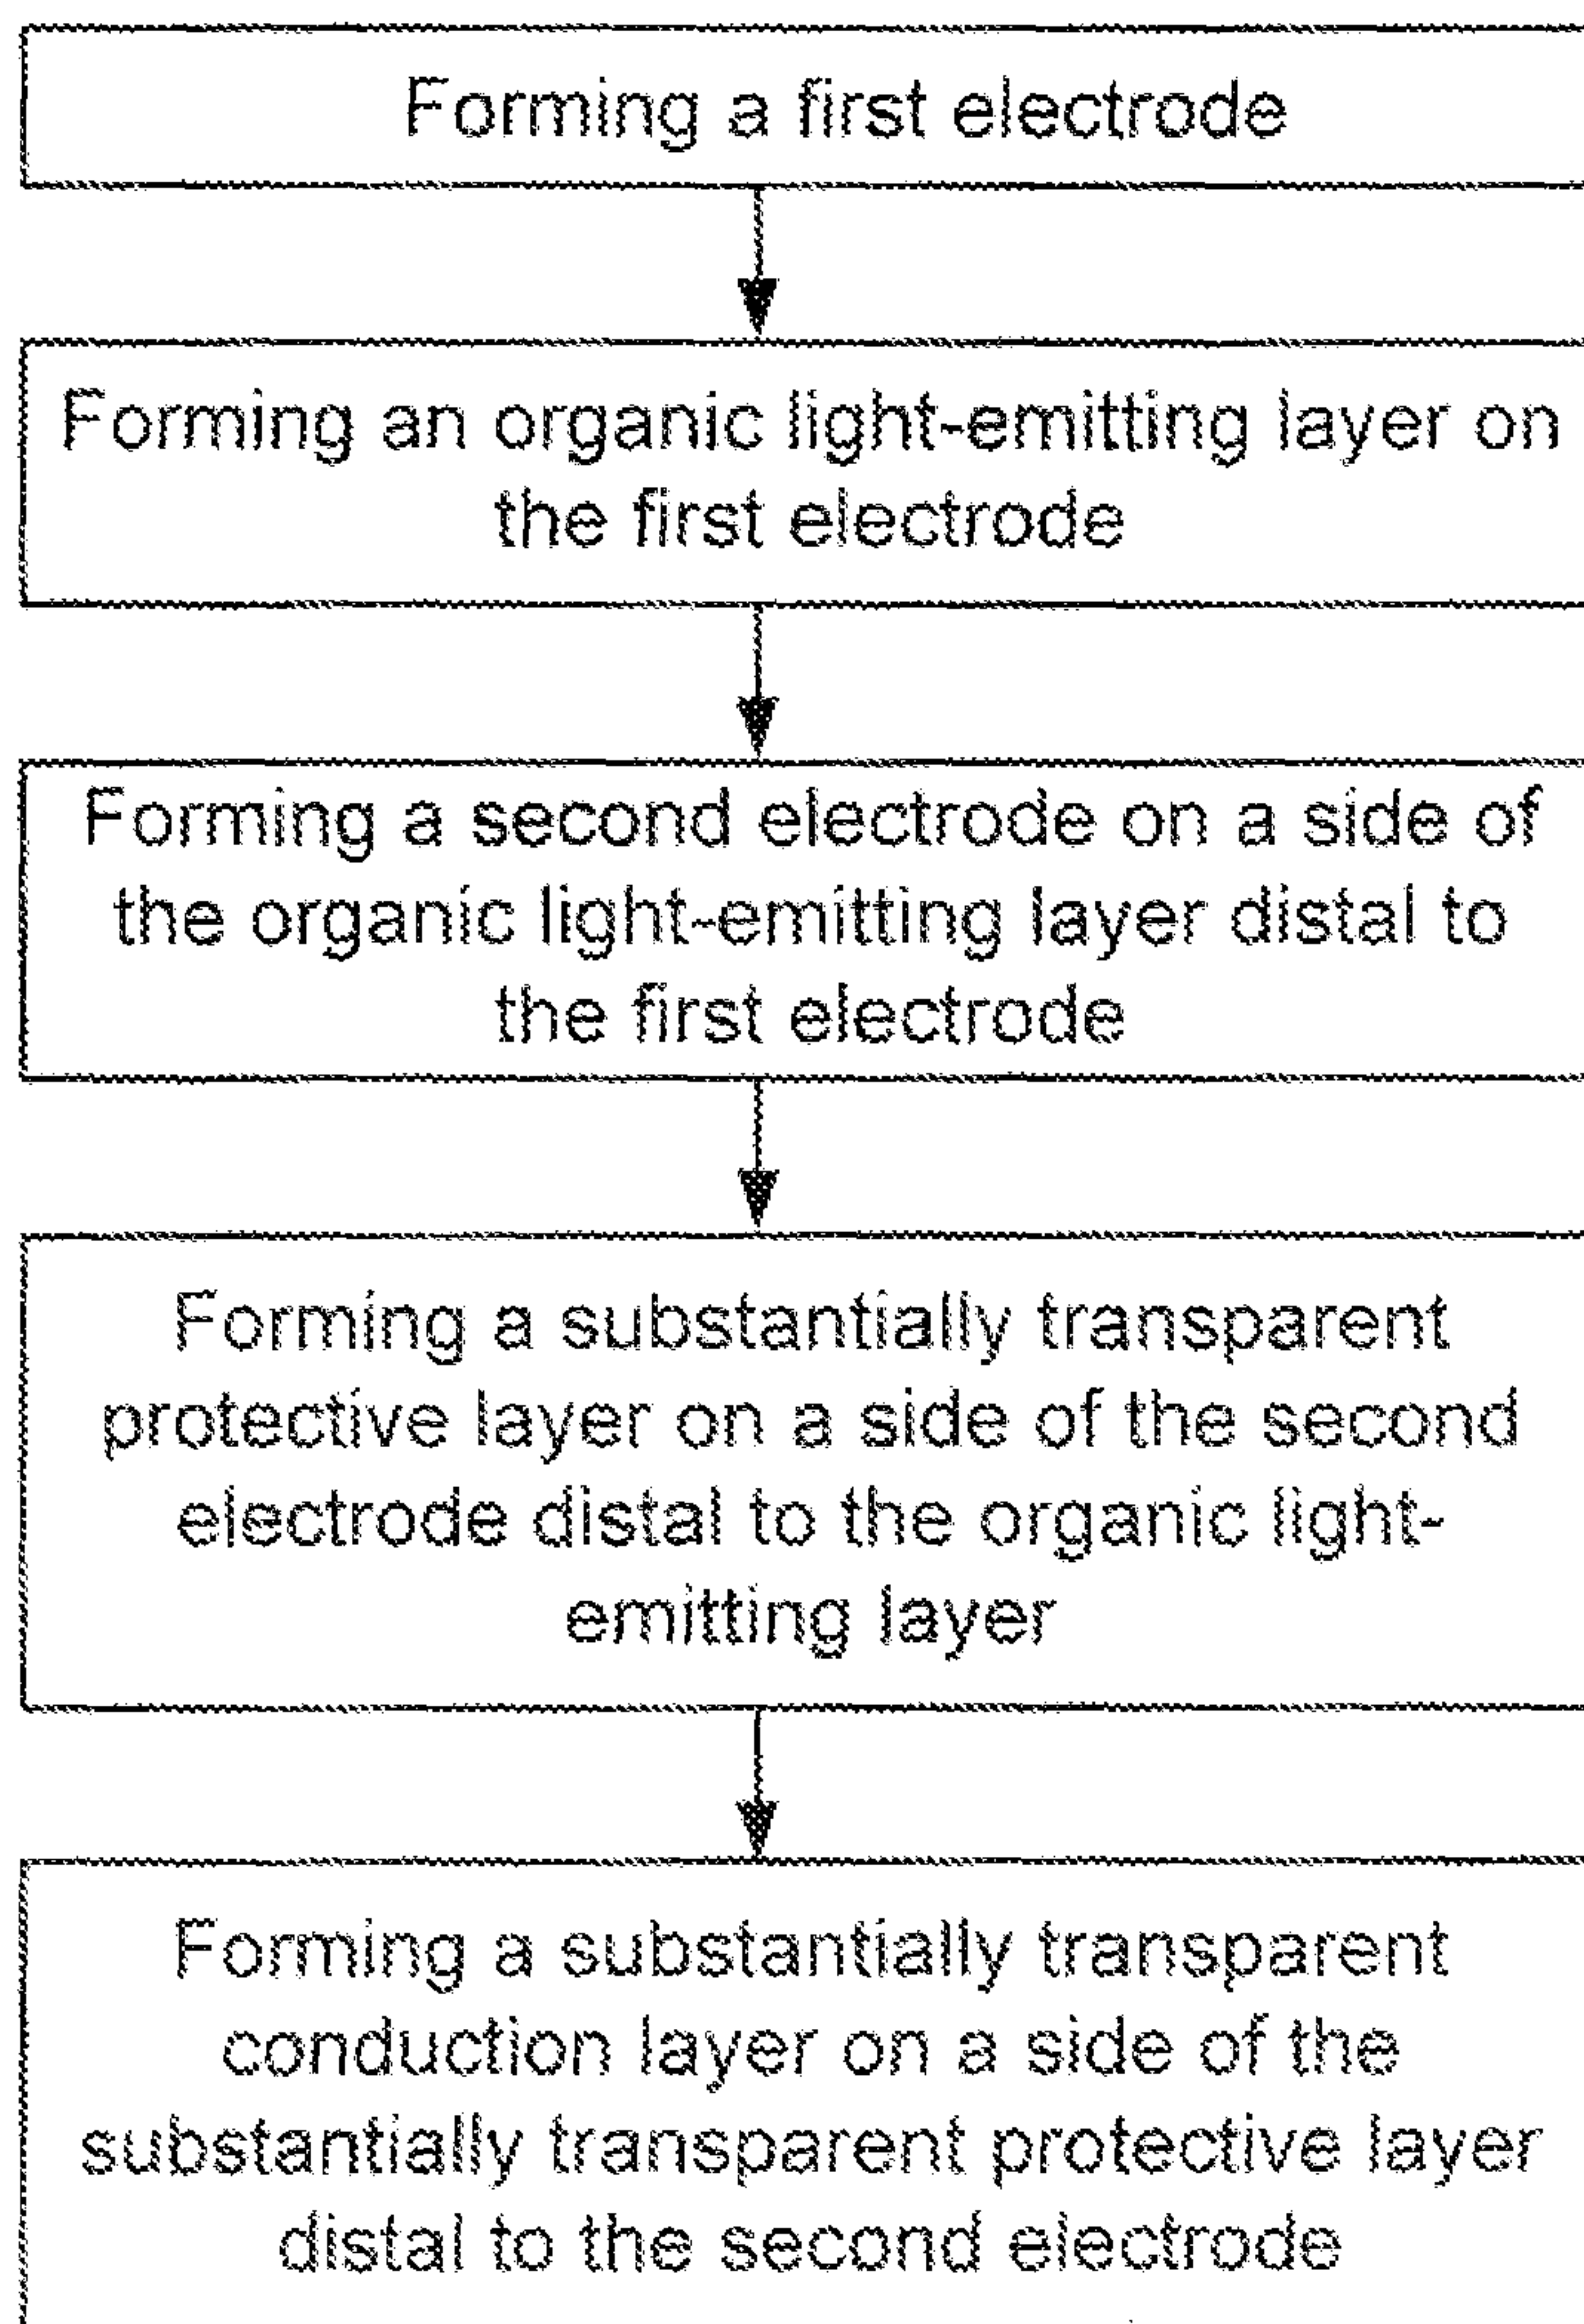 Forming a first electrode
Forming an organic light-emitting layer on
the first electrode
Forming a second electrode on a side of
the organic light-emitting layer distal to
the first electrode
Forming a substantially transparent
protective layer on a side of the second
electrode distal to the organic light-
emitting layer
Forming a substantially transparent
conduction layer on a side of the
substantially transparent protective layer
distal to the second electrode